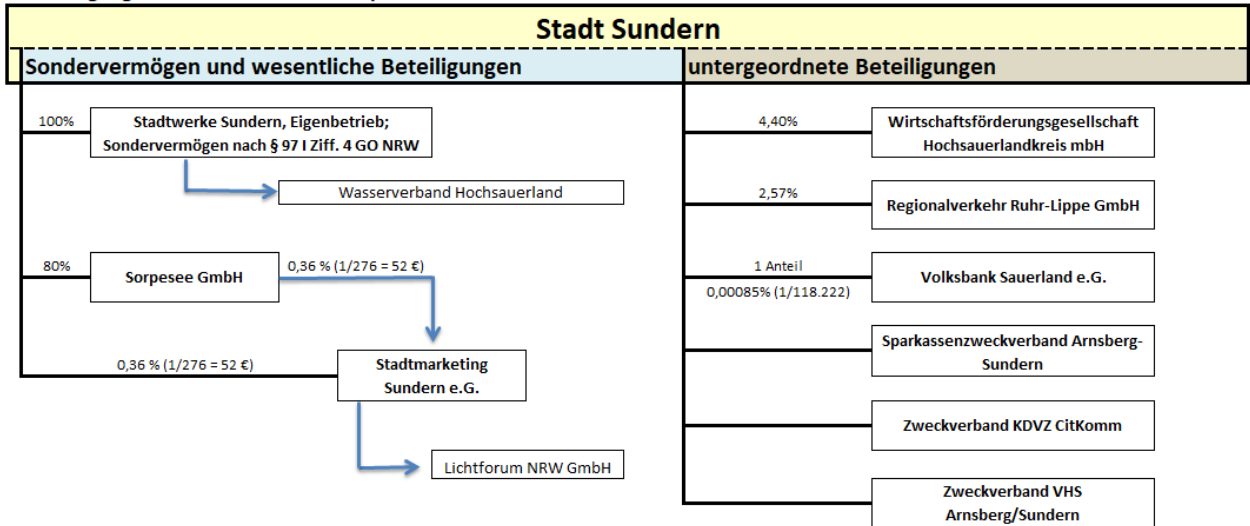 Stadt Sundern
Sondervermögen und wesentliche Beteiligungen
untergeordnete Beteiligungen
100%
Stadtwerke Sundern, Eigenbetrieb;
Sondervermögen nach § 97 I Ziff. 4 GO NRW
Wasserverband Hochsauerland
80%
Sorpesee GmbH
0,36 % (1/276 = 52 €)
0,36 % (1/276 = 52 €)
Stadtmarketing
Sundern e.G.
Lichtforum NRW GmbH
4,40%
Wirtschaftsförderungsgesellschaft
Hochsauerlandkreis mbH
2,57%
Regionalverkehr Ruhr-Lippe GmbH
1 Anteil
0,00085% (1/118.222)
Volksbank Sauerland e.G.
Sparkassenzweckverband Arnsberg-
Sundern
Zweckverband KDVZ CitKomm
Zweckverband VHS
Arnsberg/Sundern